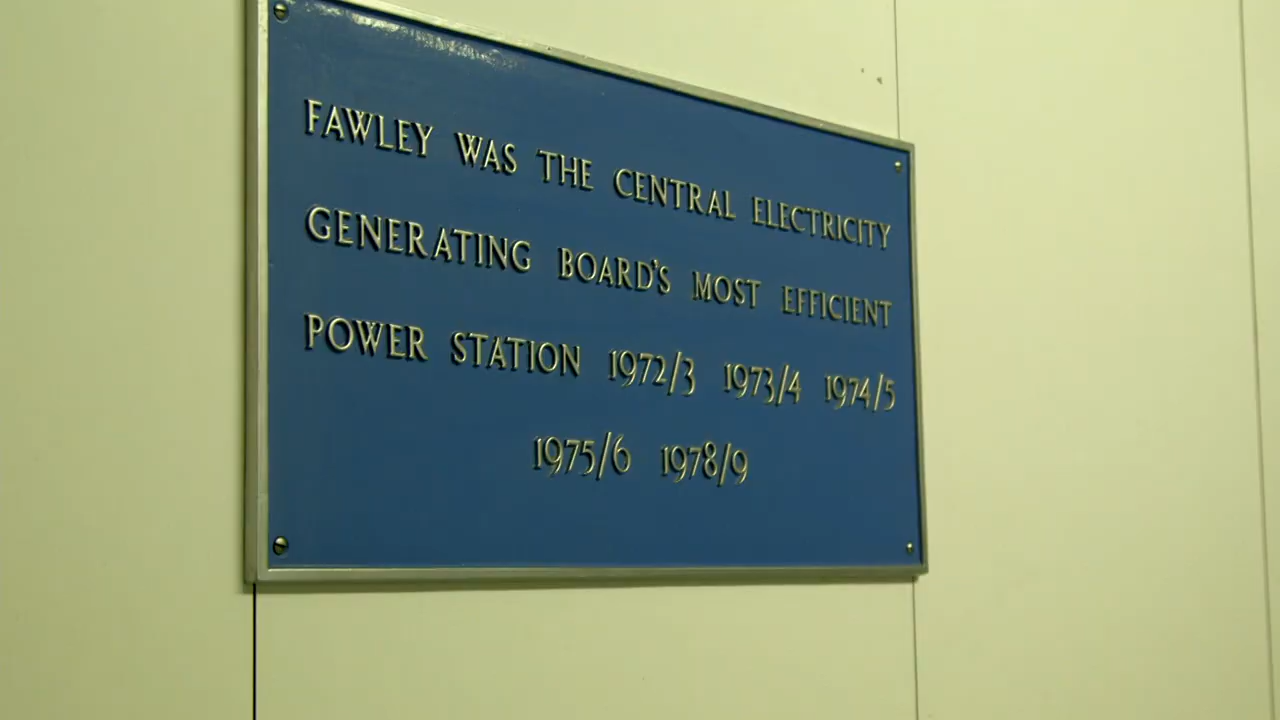 FAWLEY WAS THE CENTRAL ELECTRICITY
GENERATING BOARD'S MOST EFFICIENT
POWER STATION 1972/3 1973/4 1974/5
1975/6 1978/9